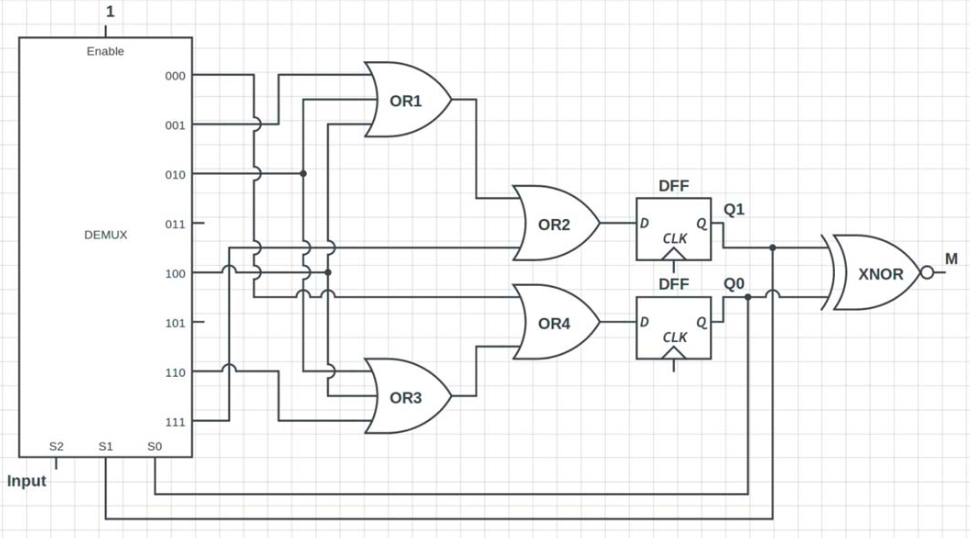 1
Enable
000
001
010
011
100
101
110
111
DEMUX
S2
S1
S0
Input
OR1
OR2
OR3
OR4
DFF
D
Q
CLK
Q1
DFF
D
Q
CLK
Q0
XNOR
M